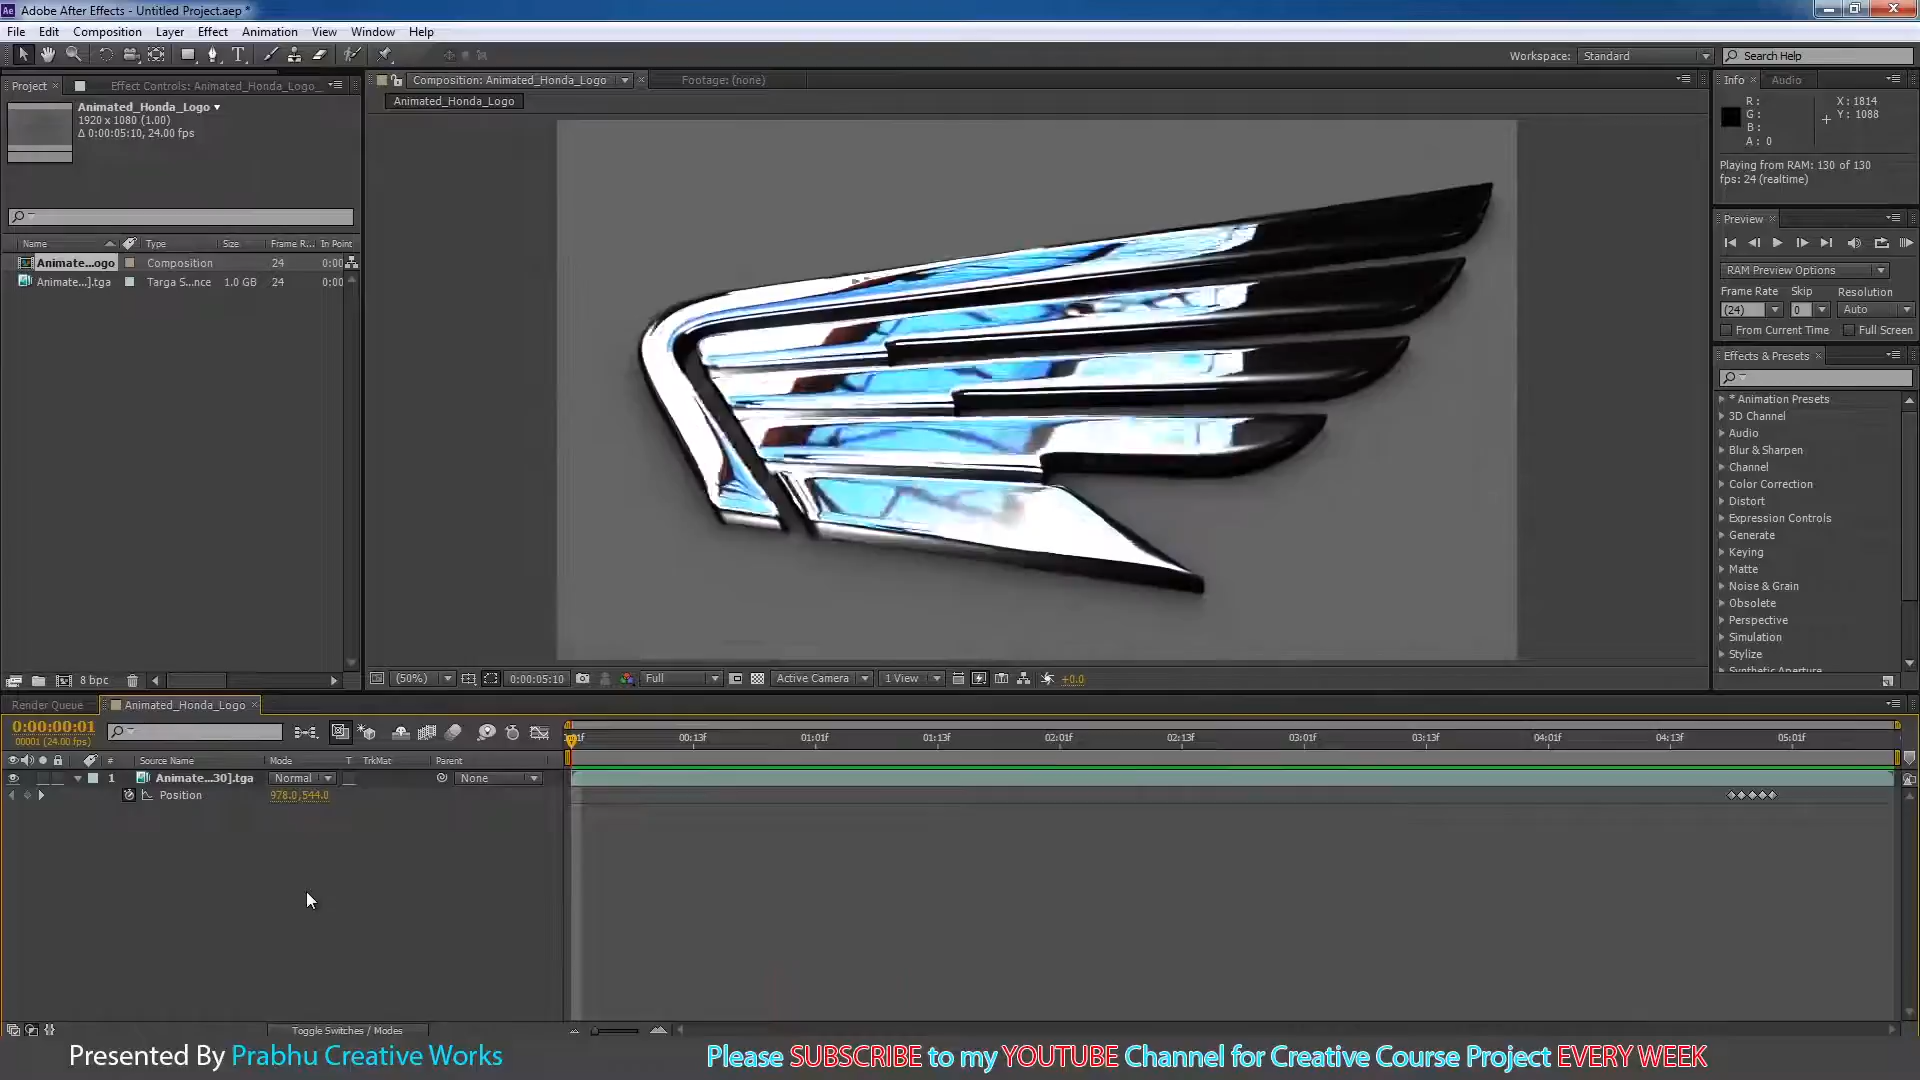 Adobe After Effects - Untitled Project.aep *
File Edit Composition Layer Effect Animation View Window Help
Workspace: Standard Search Help
Project Effect Controls: Animated_Honda_Logo_
Composition: Animated_Honda_Logo Footage: (none)
Info Audio
Animated_Honda_Logo
Animated_Honda_Logo
1920 x 1080 (1.00)
Δ 0:00:05:10, 24.00 fps
R :
G :
B :
A : 0
X : 1814
Y : 1088
Playing from RAM: 130 of 130
fps: 24 (realtime)
Name Type Size Frame R... In Point
Animate...ogo Composition 24 0:00
Animate...].tga Targa S...nce 1.0 GB 24 0:00
Preview
RAM Preview Options
Frame Rate Skip Resolution
(24) 0 Auto
From Current Time Full Screen
Effects & Presets
* Animation Presets
3D Channel
Audio
Blur & Sharpen
Channel
Color Correction
Distort
Expression Controls
Generate
Keying
Matte
Noise & Grain
Obsolete
Perspective
Simulation
Stylize
Synthetic Aperture
8 bpc
(50%) 0:00:05:10 Full Active Camera 1 View +0.0
Render Queue Animated_Honda_Logo
0:00:00:01
00001 (24.00 fps)
00:13f 01:01f 01:13f 02:01f 02:13f 03:01f 03:13f 04:01f 04:13f 05:01f
# Source Name Mode T TrkMat Parent
1 Animate...30].tga Normal None
Position 978.0,544.0
Toggle Switches / Modes
Presented By Prabhu Creative Works
Please SUBSCRIBE to my YOUTUBE Channel for Creative Course Project EVERY WEEK